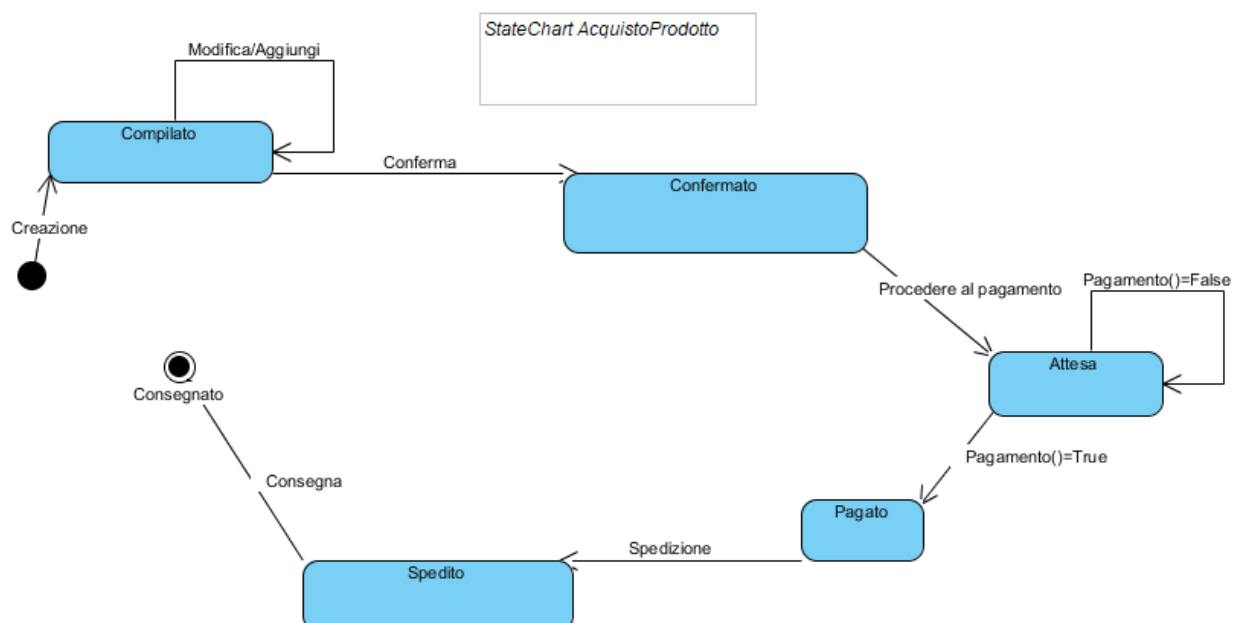 StateChart AcquistoProdotto
Modifica/Aggiungi
Compilato
Conferma
Confermato
Creazione
Procedere al pagamento
Pagamento()=False
Attesa
Consegnato
Pagamento()=True
Consegna
Pagato
Spedizione
Spedito